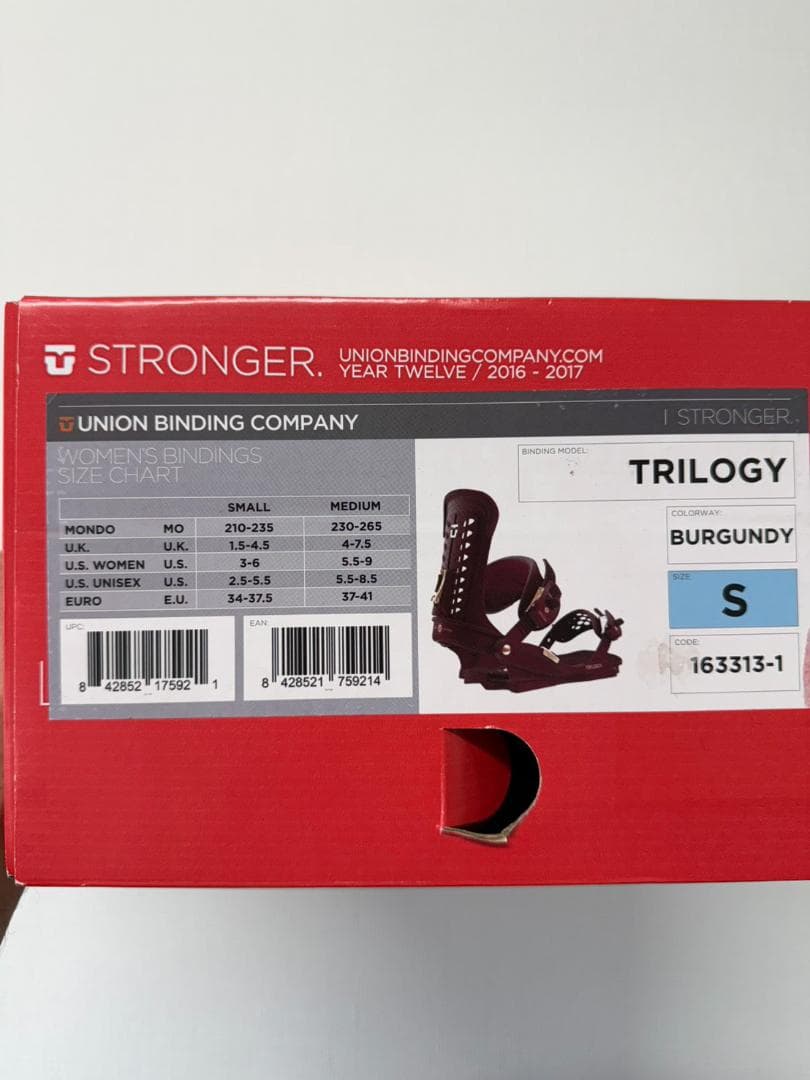 STRONGER. UNIONBINDINGCOMPANY.COM
YEAR TWELVE / 2016 - 2017
UNION BINDING COMPANY
I STRONGER.
WOMEN'S BINDINGS
SIZE CHART
SMALL MEDIUM
MONDO MO 210-235 230-265
U.K. U.K. 1.5-4.5 4-7.5
U.S. WOMEN U.S. 3-6 5.5-9
U.S. UNISEX U.S. 2.5-5.5 5.5-8.5
EURO E.U. 34-37.5 37-41
UPC:
8 42852 17592 1
EAN:
8 428521 759214
BINDING MODEL:
TRILOGY
COLORWAY:
BURGUNDY
SIZE:
S
CODE:
163313-1